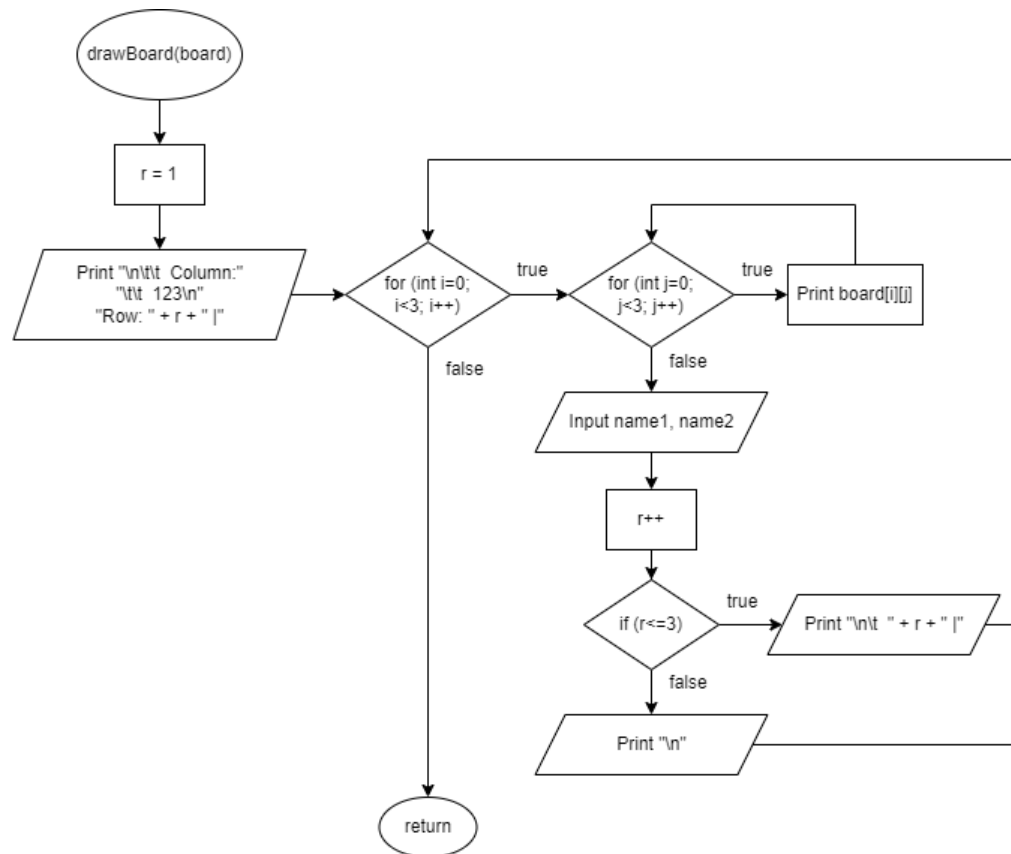 drawBoard(board)
r = 1
Print "\n\t\t  Column:"
"\t\t  123\n"
"Row: " + r + " |"
for (int i=0;
i<3; i++)
true
false
for (int j=0;
j<3; j++)
true
false
Print board[i][j]
Input name1, name2
r++
if (r<=3)
true
false
Print "\n\t  " + r + " |"
Print "\n"
return